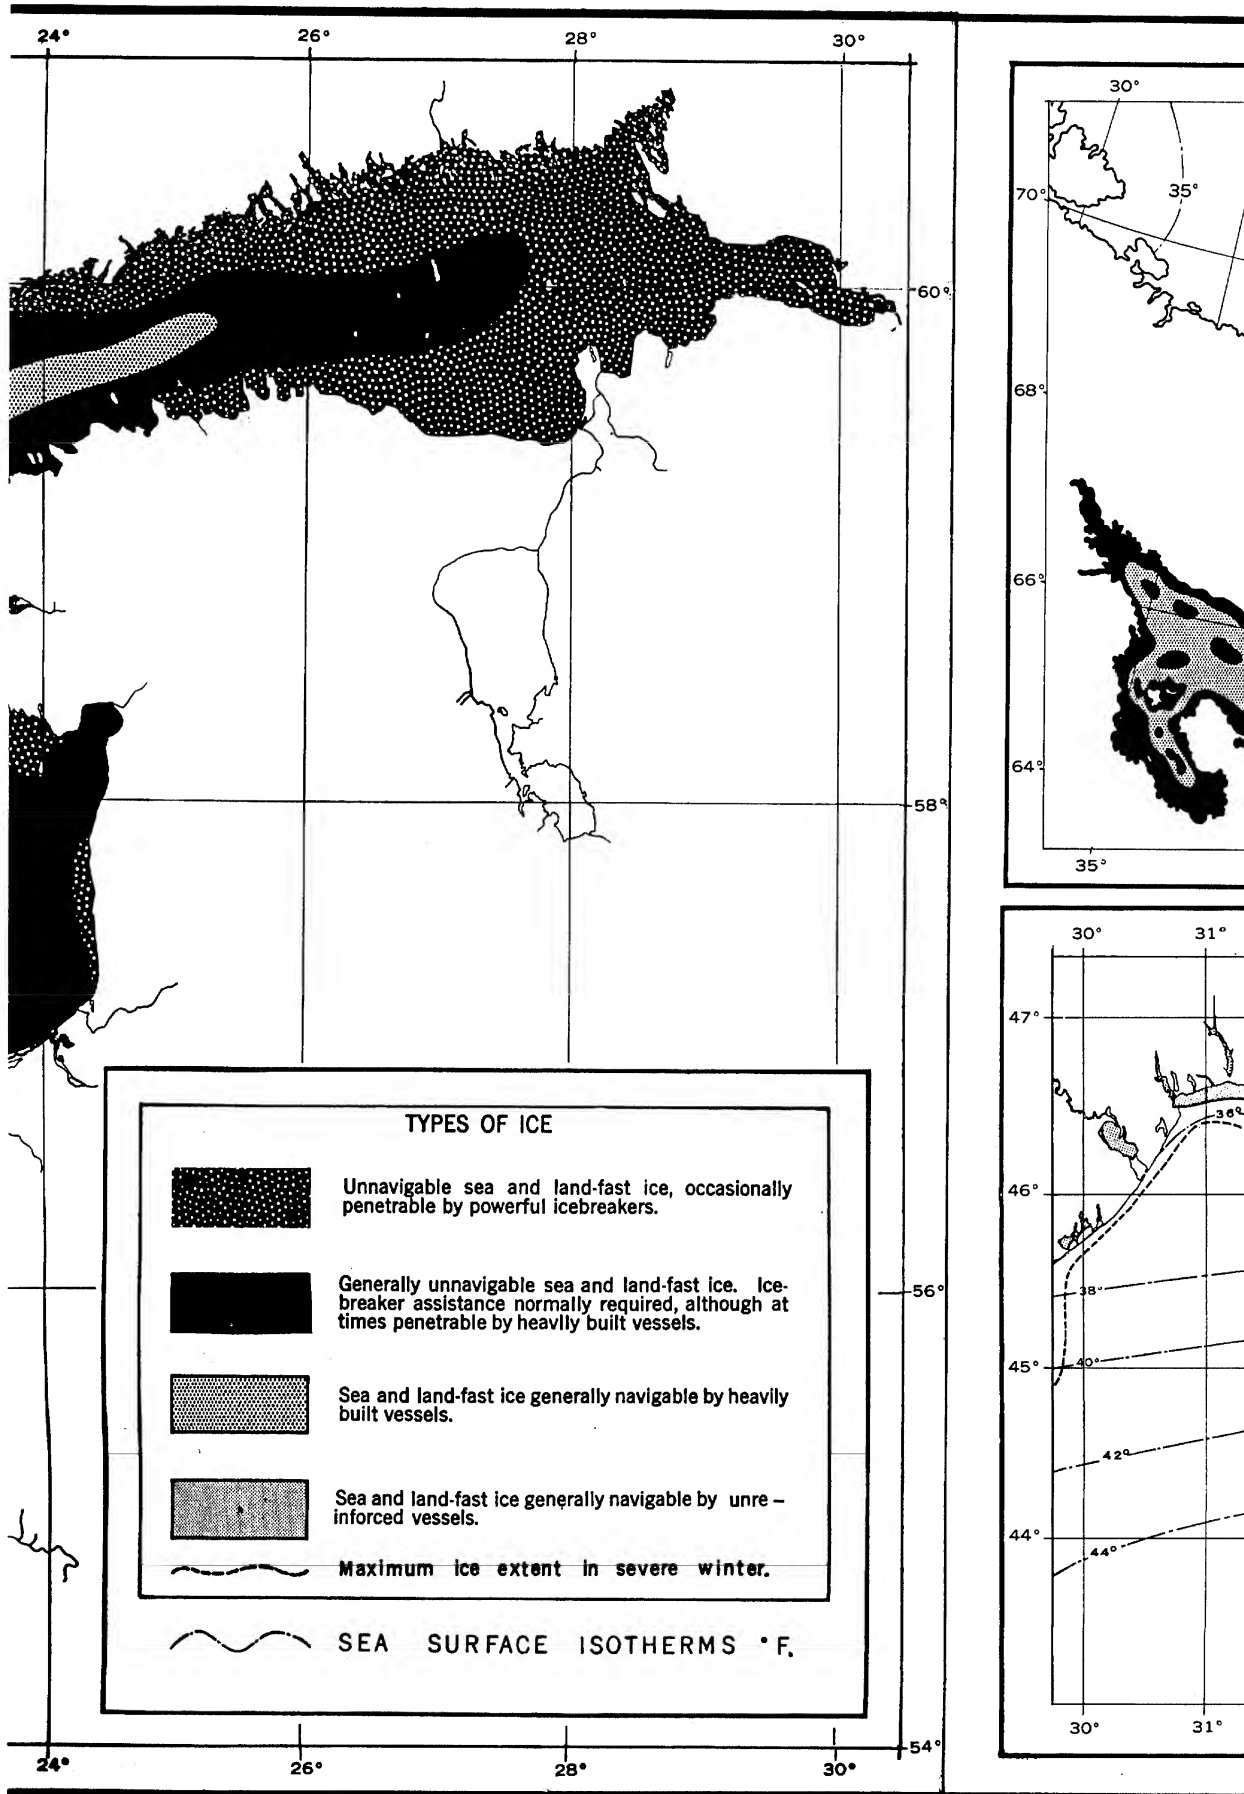 24°
26°
28°
30°
60°
58°
56°
54°
24°
26°
28°
30°
TYPES OF ICE
Unnavigable sea and land-fast ice, occasionally
penetrable by powerful icebreakers.
Generally unnavigable sea and land-fast ice. Ice-
breaker assistance normally required, although at
times penetrable by heavily built vessels.
Sea and land-fast ice generally navigable by heavily
built vessels.
Sea and land-fast ice generally navigable by unre-
inforced vessels.
Maximum ice extent in severe winter.
SEA SURFACE ISOTHERMS °F.
30°
35°
70°
68°
66°
64°
35°
30°
31°
47°
36°
46°
38°
45°
40°
42°
44°
44°
30°
31°